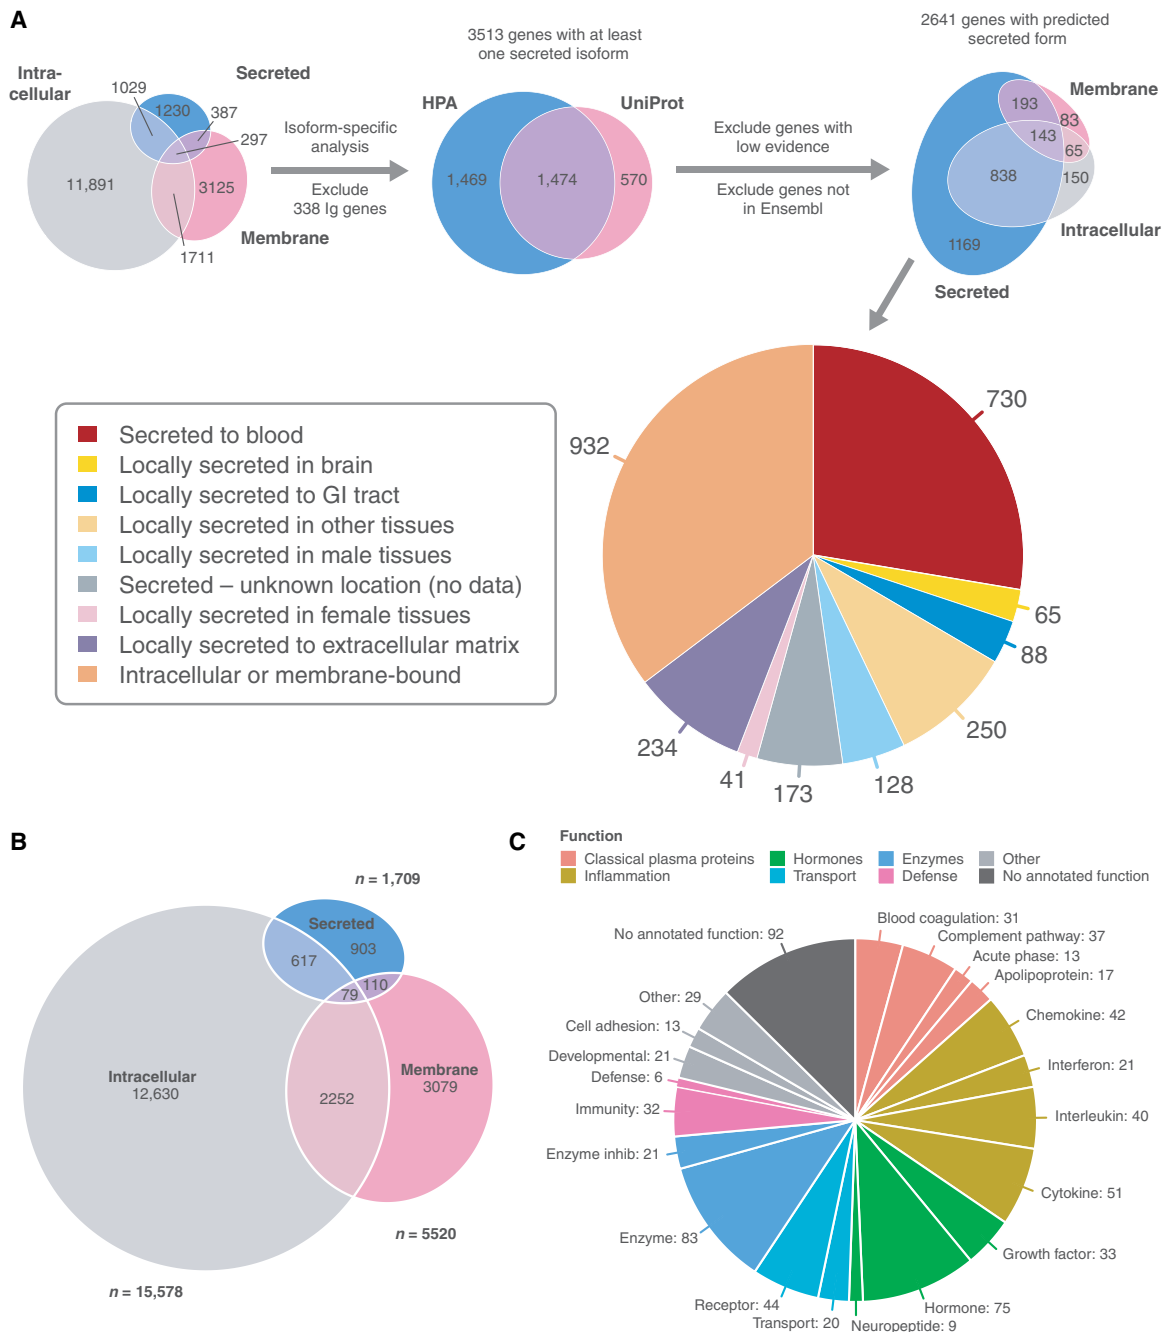 A
Intra-
cellular
1029
Secreted
1230
387
297
11,891
3125
Membrane
1711
Isoform-specific
analysis
Exclude
338 Ig genes
3513 genes with at least
one secreted isoform
HPA
UniProt
1,469
1,474
570
Exclude genes with
low evidence
Exclude genes not
in Ensembl
2641 genes with predicted
secreted form
Membrane
193
83
143
65
838
150
Intracellular
1169
Secreted
Secreted to blood
Locally secreted in brain
Locally secreted to GI tract
Locally secreted in other tissues
Locally secreted in male tissues
Secreted – unknown location (no data)
Locally secreted in female tissues
Locally secreted to extracellular matrix
Intracellular or membrane-bound
730
65
88
250
128
173
41
234
932
B
n = 1,709
Secreted
903
617
110
79
Intracellular
12,630
2252
Membrane
3079
n = 5520
n = 15,578
C
Function
Classical plasma proteins
Hormones
Enzymes
Other
Inflammation
Transport
Defense
No annotated function
Blood coagulation: 31
Complement pathway: 37
Acute phase: 13
Apolipoprotein: 17
Chemokine: 42
Interferon: 21
Interleukin: 40
Cytokine: 51
Growth factor: 33
Hormone: 75
Neuropeptide: 9
Transport: 20
Receptor: 44
Enzyme: 83
Enzyme inhib: 21
Immunity: 32
Defense: 6
Developmental: 21
Cell adhesion: 13
Other: 29
No annotated function: 92